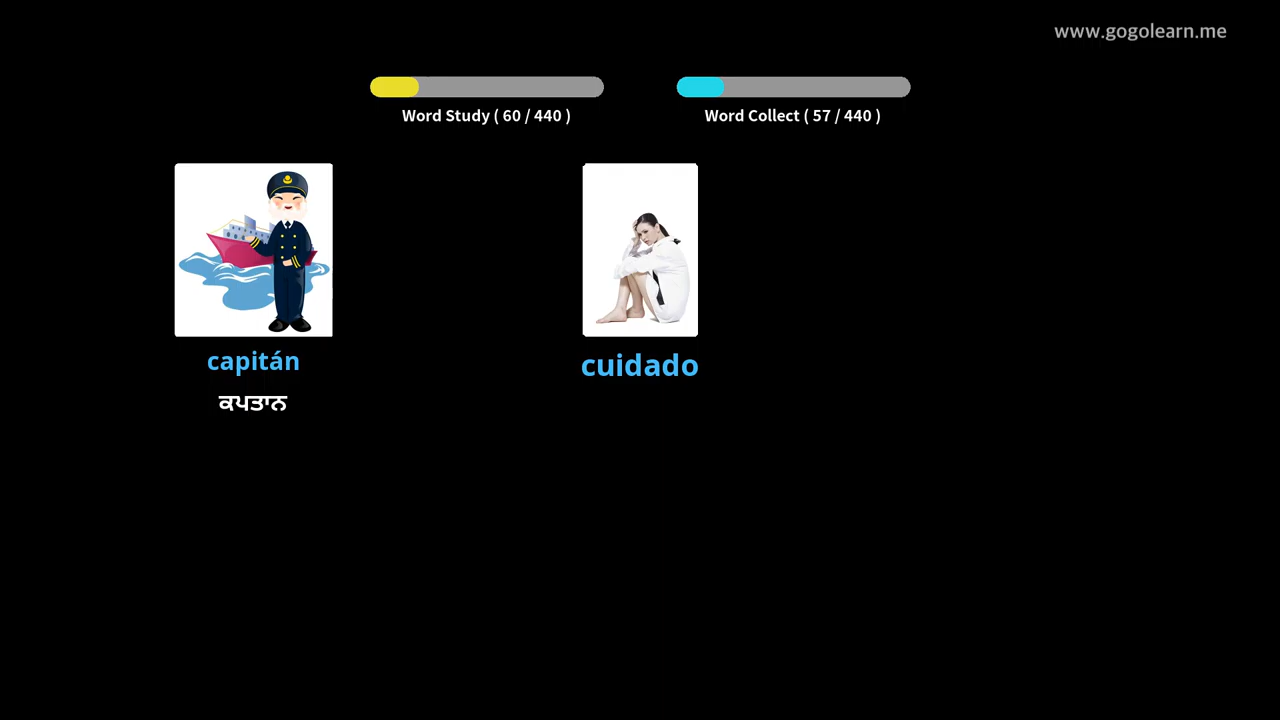 www.gogolearn.me
Word Study ( 60 / 440 )
Word Collect ( 57 / 440 )
capitán
ਕਪਤਾਨ
cuidado